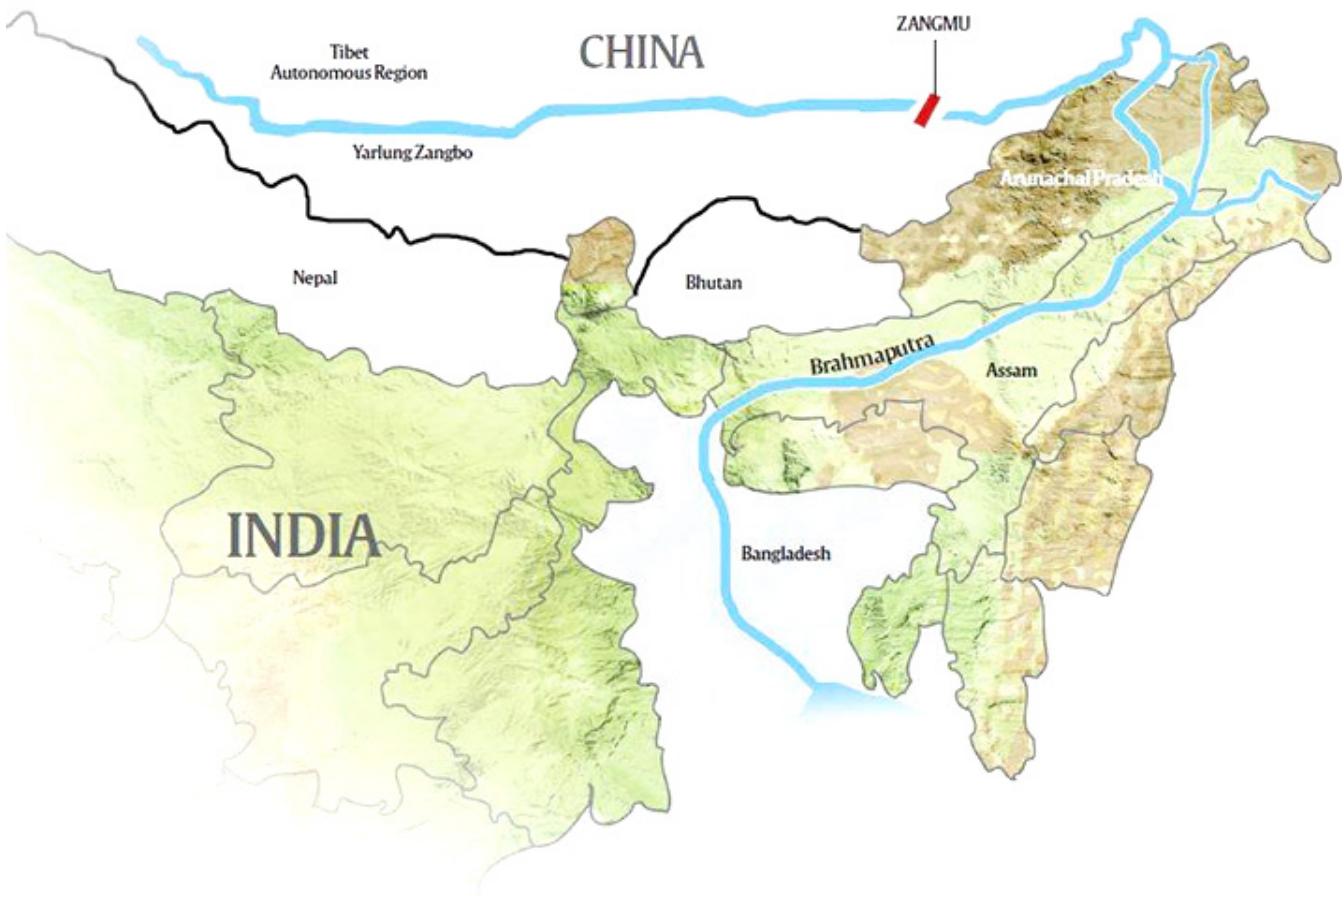 ZANGMU
CHINA
Tibet
Autonomous Region
Yarlung Zangbo
Arunachal Pradesh
Nepal
Bhutan
Brahmaputra
Assam
INDIA
Bangladesh